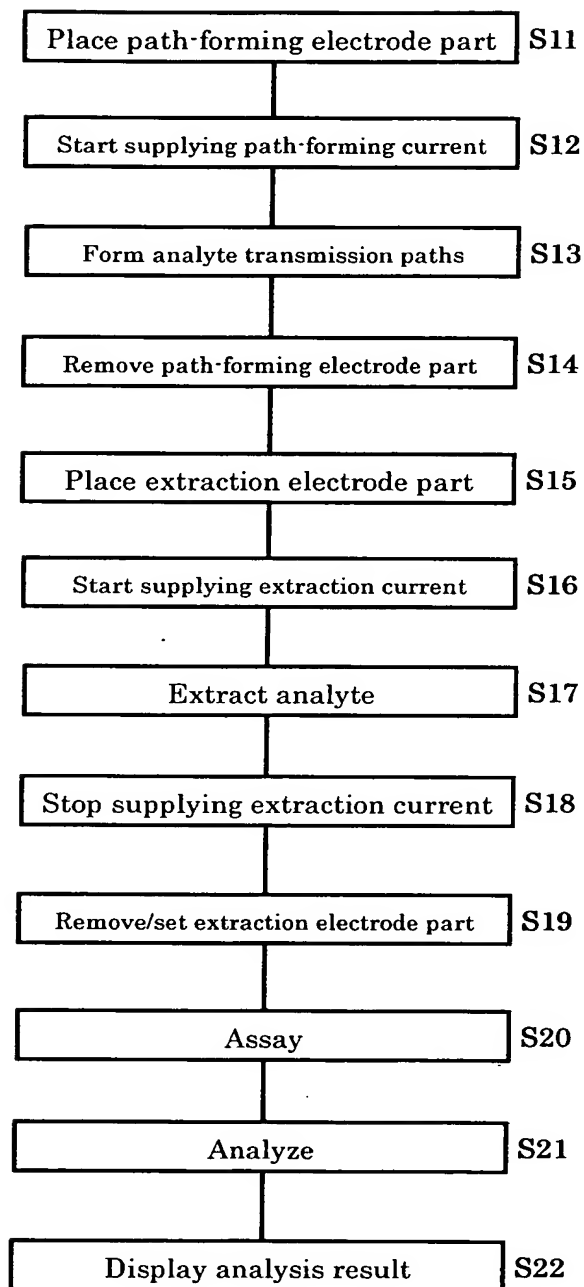 Place path-forming electrode part S11
Start supplying path-forming current S12
Form analyte transmission paths S13
Remove path-forming electrode part S14
Place extraction electrode part S15
Start supplying extraction current S16
Extract analyte S17
Stop supplying extraction current S18
Remove/set extraction electrode part S19
Assay S20
Analyze S21
Display analysis result S22